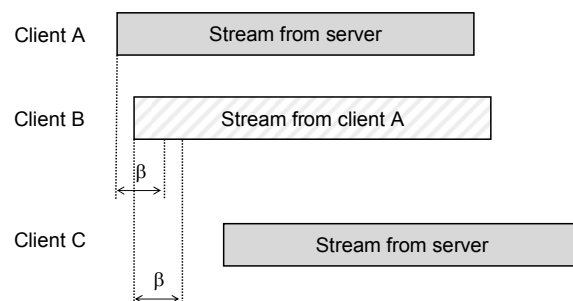 Client A
Stream from server
Client B
Stream from client A
β
Client C
Stream from server
β